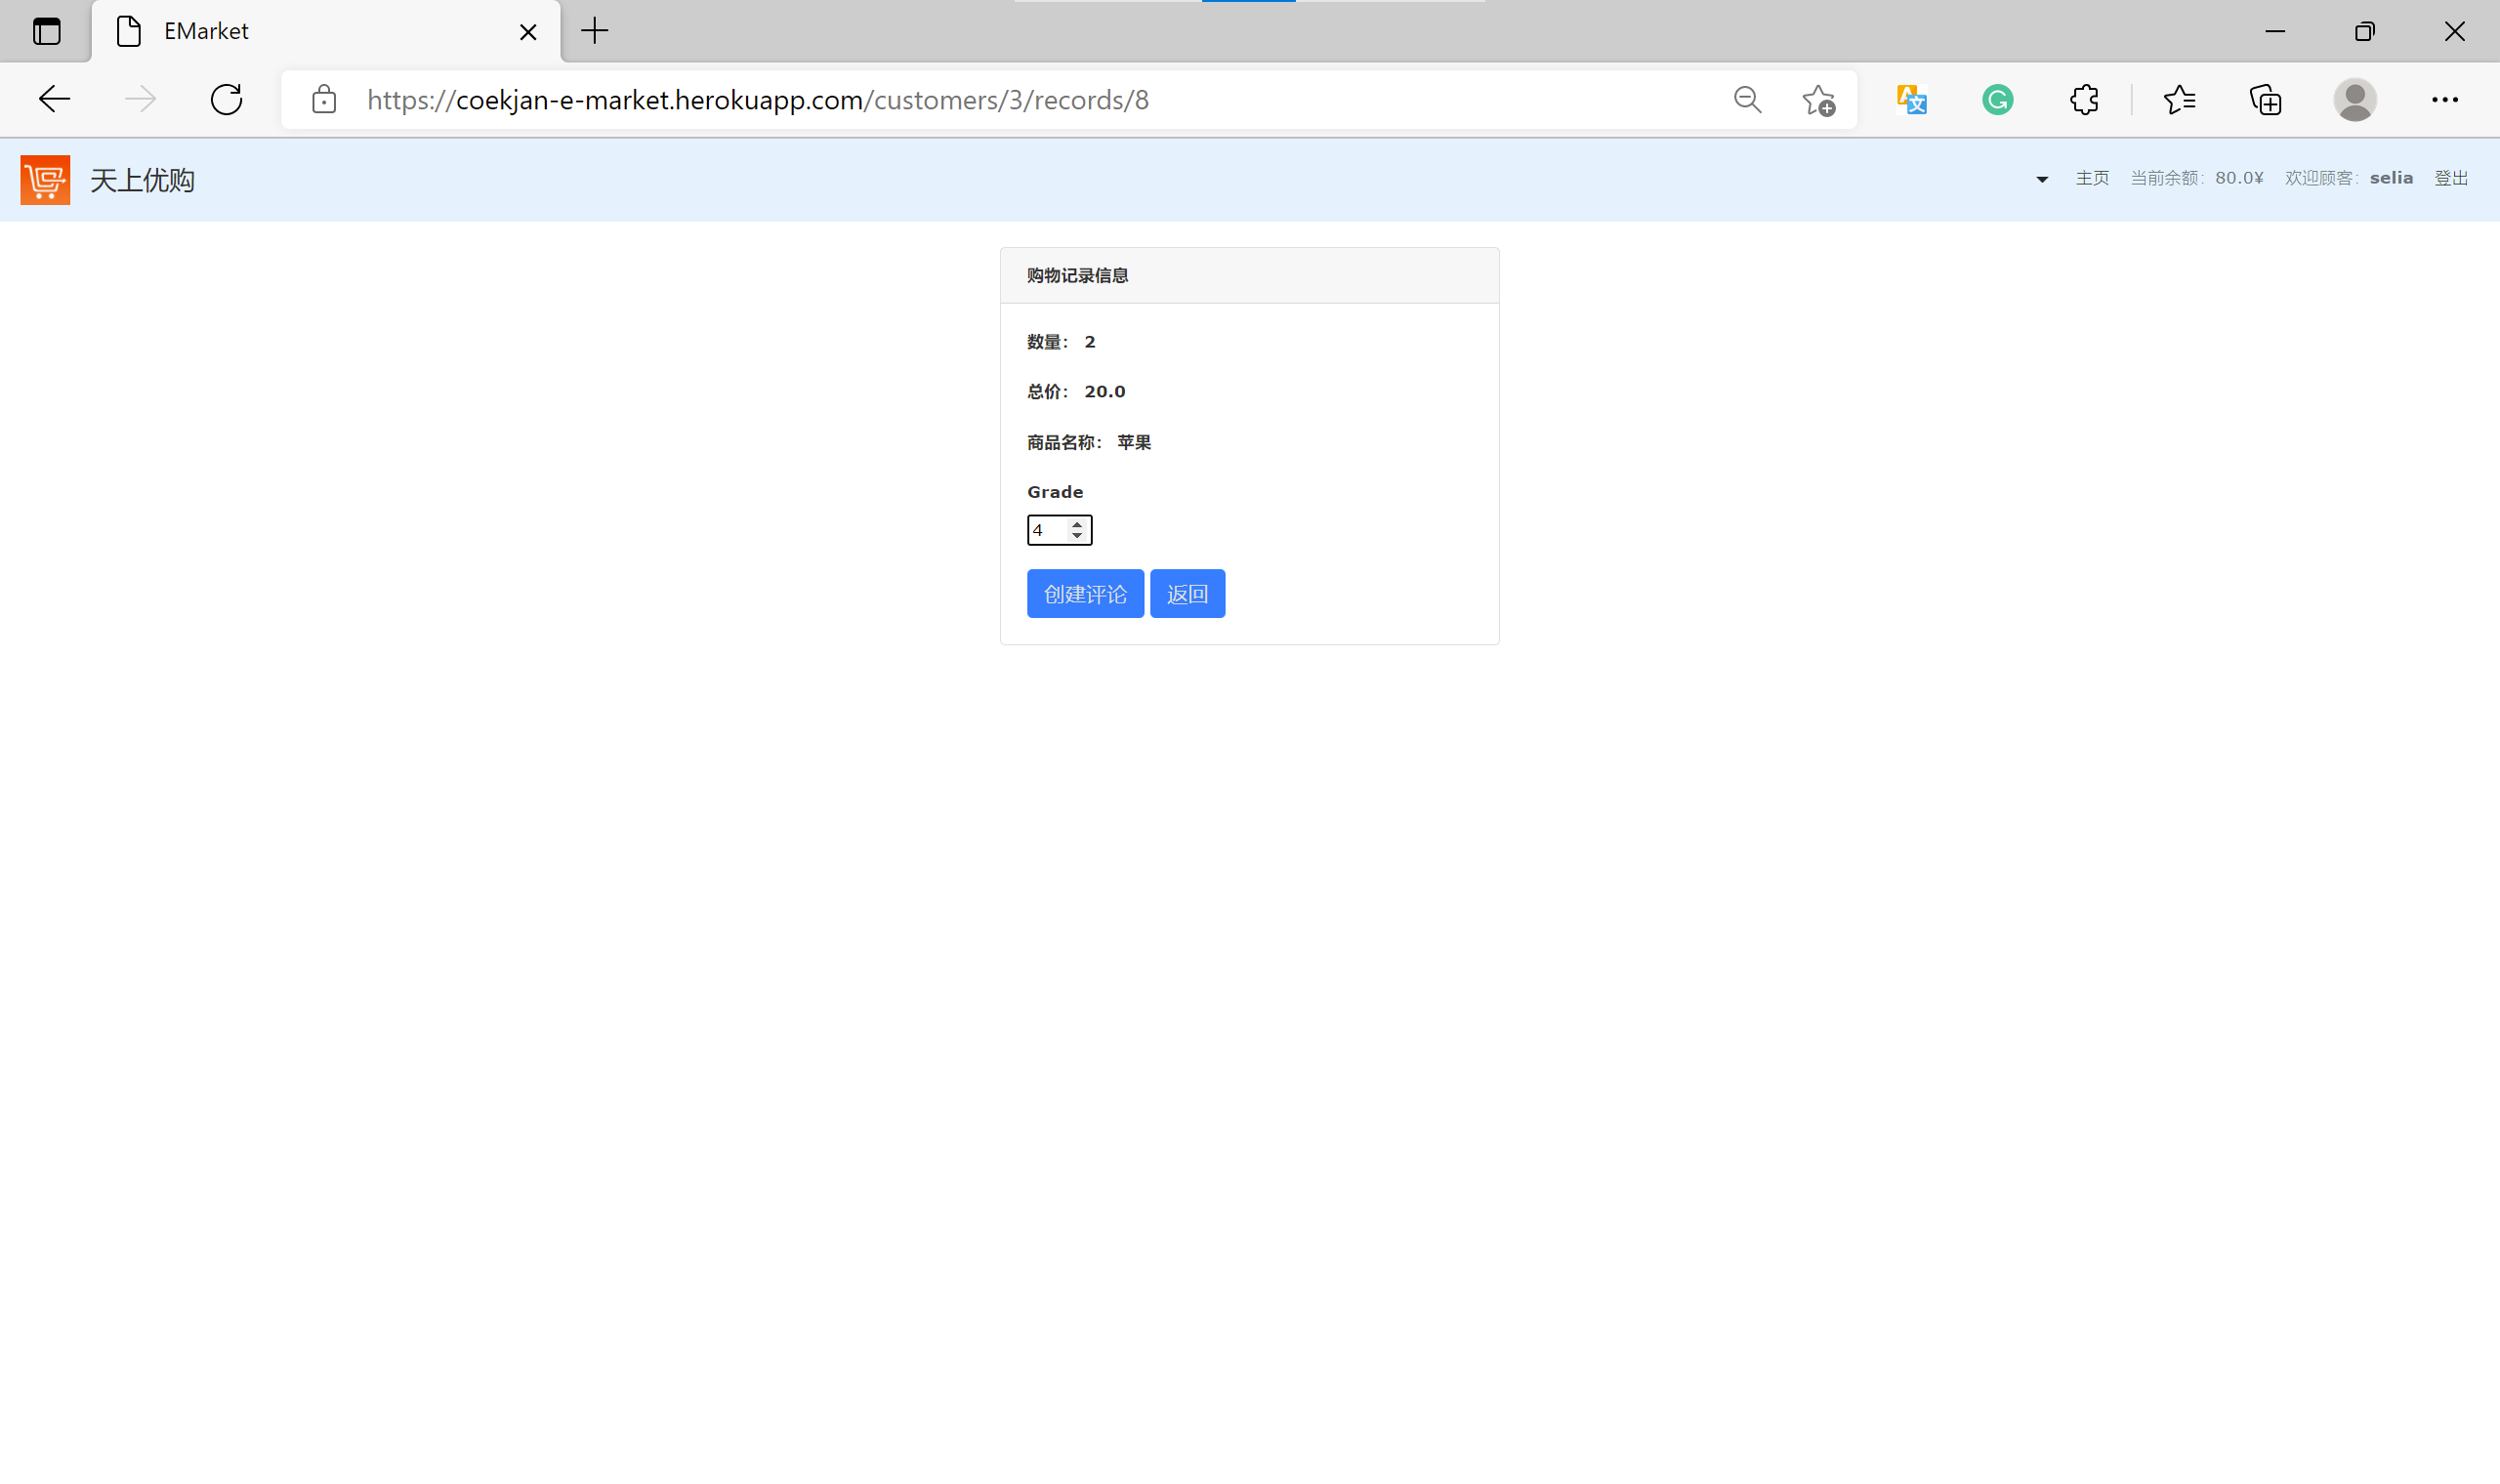 EMarket
https://coekjan-e-market.herokuapp.com/customers/3/records/8
天上优购
主页 当前余额: 80.0¥ 欢迎顾客: selia 登出
购物记录信息
数量: 2
总价: 20.0
商品名称: 苹果
Grade
4
创建评论 返回